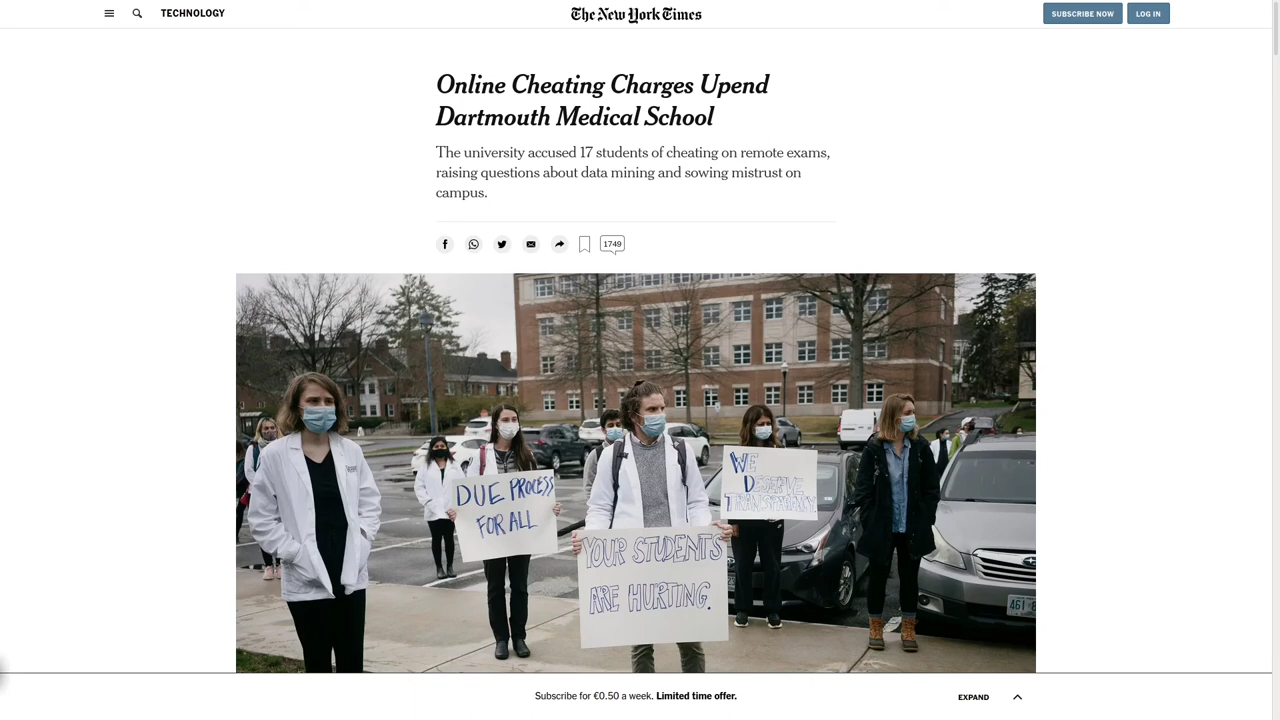 TECHNOLOGY
The New York Times
SUBSCRIBE NOW
LOG IN
Online Cheating Charges Upend
Dartmouth Medical School
The university accused 17 students of cheating on remote exams,
raising questions about data mining and sowing mistrust on
campus.
1749
DUE PROCESS
FOR ALL
YOUR STUDENTS
ARE HURTING.
WE
DESERVE
TRANSPARENCY
Subscribe for €0.50 a week. Limited time offer.
EXPAND